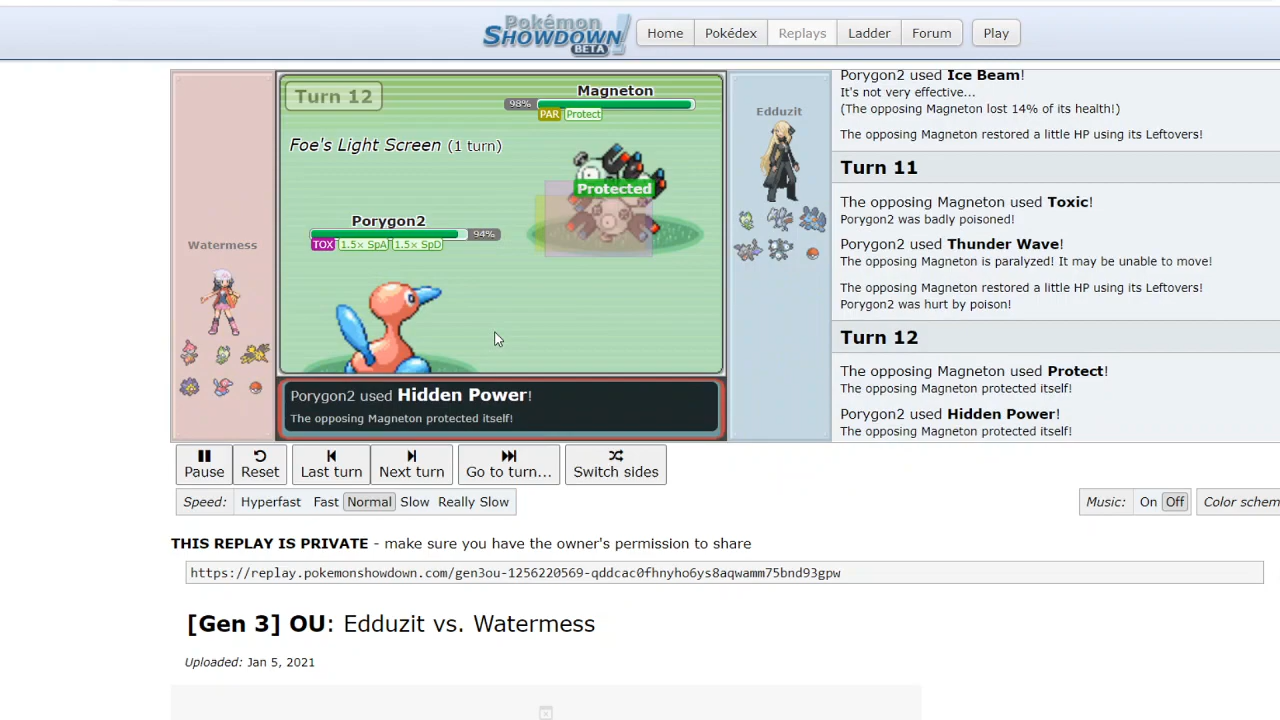 Pokémon
SHOWDOWN!
BETA
Home
Pokédex
Replays
Ladder
Forum
Play
Turn 12
Magneton
98%
PAR Protect
Foe's Light Screen (1 turn)
Protected
Porygon2
94%
TOX 1.5× SpA 1.5× SpD
Porygon2 used Hidden Power!
The opposing Magneton protected itself!
Watermess
Edduzit
Porygon2 used Ice Beam!
It's not very effective...
(The opposing Magneton lost 14% of its health!)
The opposing Magneton restored a little HP using its Leftovers!
Turn 11
The opposing Magneton used Toxic!
Porygon2 was badly poisoned!
Porygon2 used Thunder Wave!
The opposing Magneton is paralyzed! It may be unable to move!
The opposing Magneton restored a little HP using its Leftovers!
Porygon2 was hurt by poison!
Turn 12
The opposing Magneton used Protect!
The opposing Magneton protected itself!
Porygon2 used Hidden Power!
The opposing Magneton protected itself!
Pause
Reset
Last turn
Next turn
Go to turn...
Switch sides
Speed: Hyperfast Fast Normal Slow Really Slow
Music: On Off
Color schem
THIS REPLAY IS PRIVATE - make sure you have the owner's permission to share
https://replay.pokemonshowdown.com/gen3ou-1256220569-qddcac0fhnyho6ys8aqwamm75bnd93gpw
[Gen 3] OU: Edduzit vs. Watermess
Uploaded: Jan 5, 2021